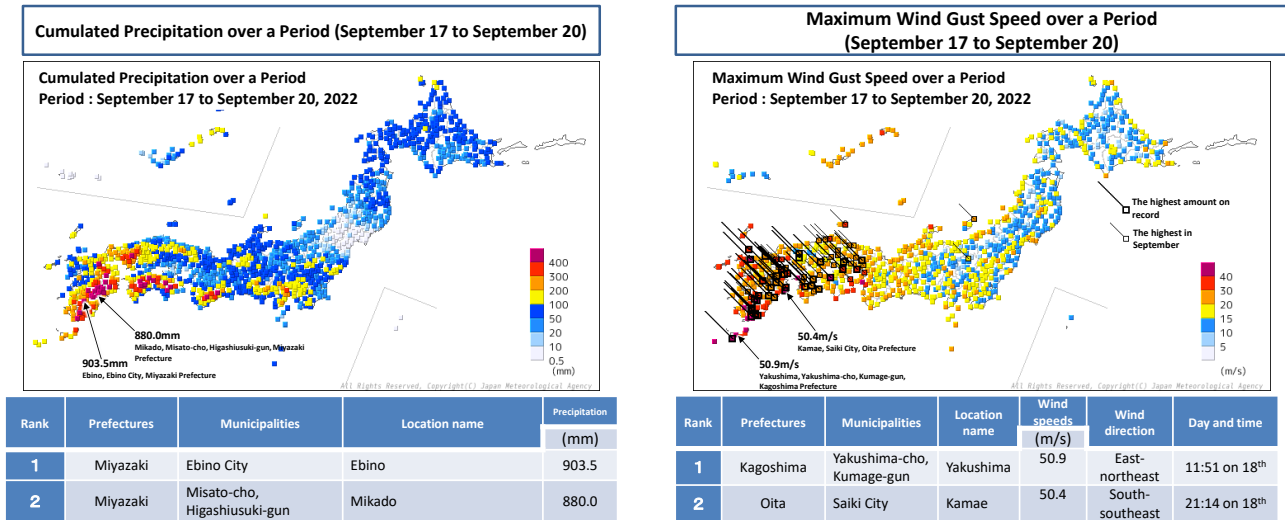 Cumulated Precipitation over a Period (September 17 to September 20)
Cumulated Precipitation over a Period
Period : September 17 to September 20, 2022
400
300
200
100
50
20
10
0.5
(mm)
880.0mm
Mikado, Misato-cho, Higashiusuki-gun, Miyazaki
Prefecture
903.5mm
Ebino, Ebino City, Miyazaki Prefecture
All Rights Reserved, Copyright(C) Japan Meteorological Agency
Rank Prefectures Municipalities Location name Precipitation
(mm)
1 Miyazaki Ebino City Ebino 903.5
2 Miyazaki Misato-cho,
Higashiusuki-gun Mikado 880.0
Maximum Wind Gust Speed over a Period
(September 17 to September 20)
Maximum Wind Gust Speed over a Period
Period : September 17 to September 20, 2022
The highest amount on
record
The highest in
September
40
30
20
15
10
5
(m/s)
50.4m/s
Kamae, Saiki City, Oita Prefecture
50.9m/s
Yakushima, Yakushima-cho, Kumage-gun,
Kagoshima Prefecture
All Rights Reserved, Copyright(C) Japan Meteorological Agency
Rank Prefectures Municipalities Location
name Wind
speeds
(m/s) Wind
direction Day and time
1 Kagoshima Yakushima-cho,
Kumage-gun Yakushima 50.9 East-
northeast 11:51 on 18th
2 Oita Saiki City Kamae 50.4 South-
southeast 21:14 on 18th